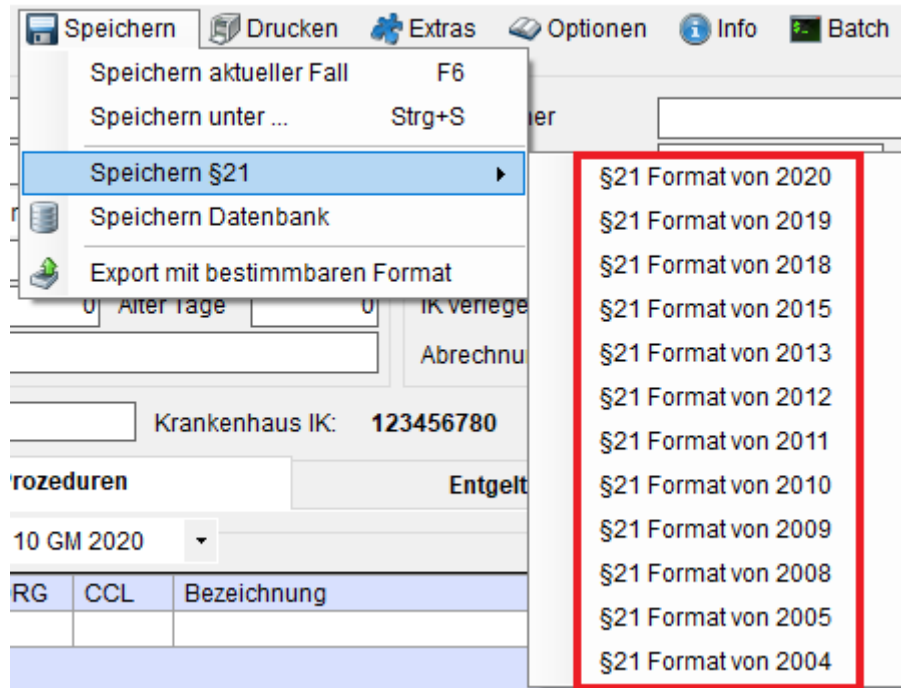 Speichern Drucken Extras Optionen Info Batch
Speichern aktueller Fall F6
Speichern unter ... Strg+S
Speichern §21
Speichern Datenbank
Export mit bestimmbaren Format
§21 Format von 2020
§21 Format von 2019
§21 Format von 2018
§21 Format von 2015
§21 Format von 2013
§21 Format von 2012
§21 Format von 2011
§21 Format von 2010
§21 Format von 2009
§21 Format von 2008
§21 Format von 2005
§21 Format von 2004
0 Alter Tage 0 IK verlege
Abrechnu
Krankenhaus IK: 123456780
rozeduren Entgelt
10 GM 2020
RG CCL Bezeichnung